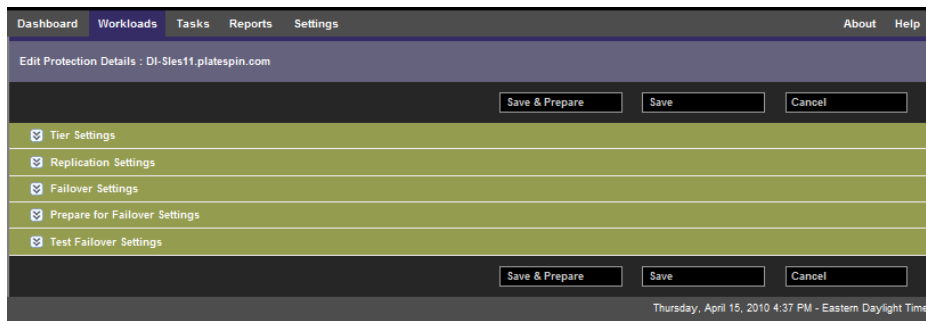 Dashboard Workloads Tasks Reports Settings About Help
Edit Protection Details : DI-Sles11.platespin.com
Save & Prepare Save Cancel
Tier Settings
Replication Settings
Failover Settings
Prepare for Failover Settings
Test Failover Settings
Save & Prepare Save Cancel
Thursday, April 15, 2010 4:37 PM - Eastern Daylight Time